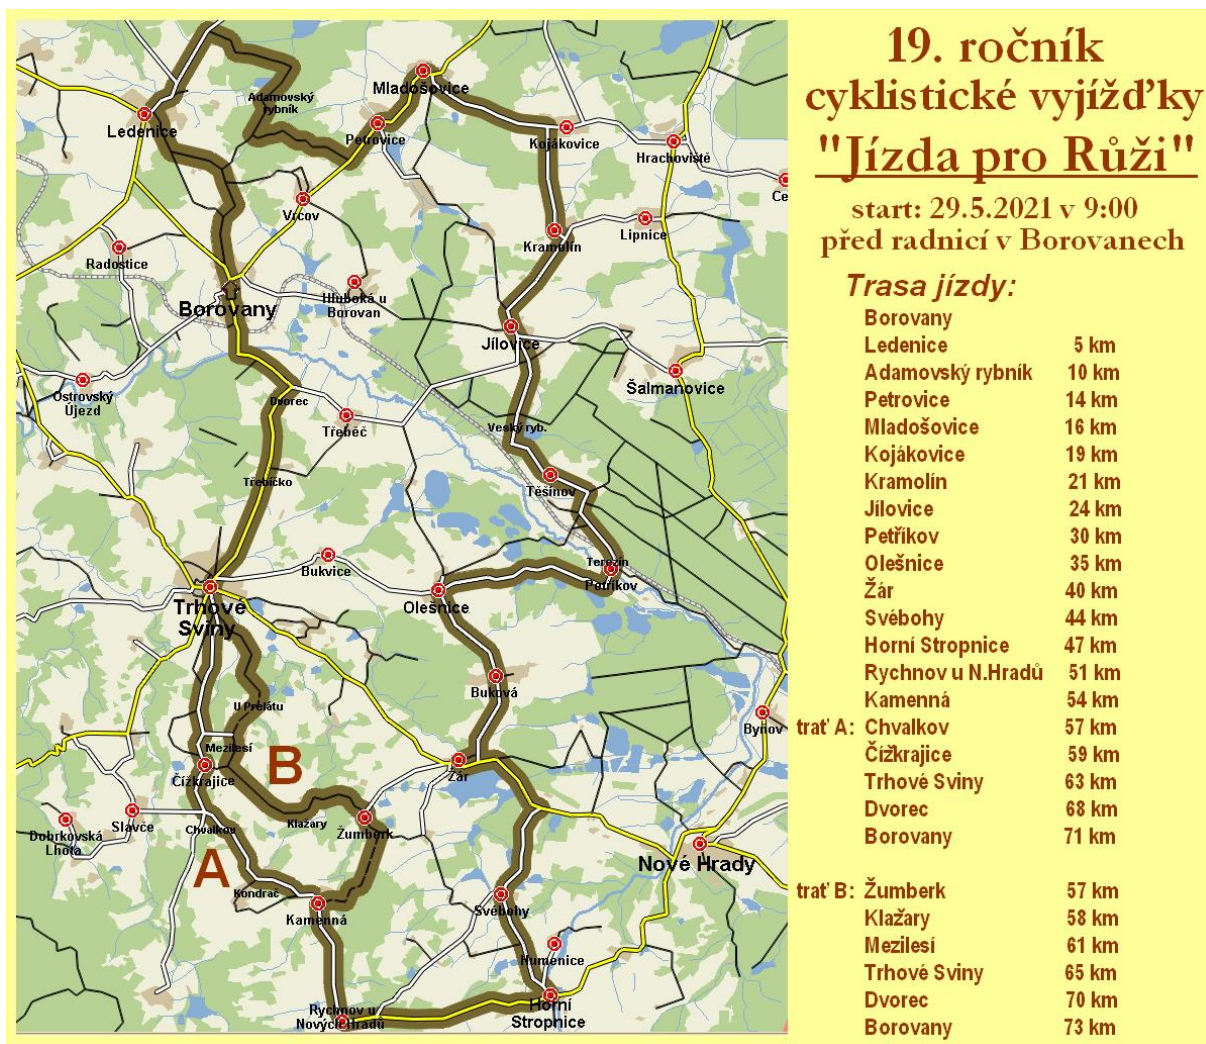 19. ročník
cyklistické vyjížďky
"Jízda pro Růži"
start: 29.5.2021 v 9:00
před radnicí v Borovanech
Trasa jízdy:
Borovany
Ledenice 5 km
Adamovský rybník 10 km
Petrovice 14 km
Mladošovice 16 km
Kojákovice 19 km
Kramolín 21 km
Jílovice 24 km
Petříkov 30 km
Olešnice 35 km
Žár 40 km
Svébohy 44 km
Horní Stropnice 47 km
Rychnov u N.Hradů 51 km
Kamenná 54 km
trať A: Chvalkov 57 km
Čížkrajice 59 km
Trhové Sviny 63 km
Dvorec 68 km
Borovany 71 km
trať B: Žumberk 57 km
Klažary 58 km
Mezilesí 61 km
Trhové Sviny 65 km
Dvorec 70 km
Borovany 73 km
Mladošovice
Adamovský
rybník
Ledenice
Petrovice
Kojákovice
Hrachoviště
Če
Vrcov
Kramolín
Lipnice
Radostice
Borovany
Hluboká u
Borovan
Jílovice
Šalmanovice
Ostrovský
Újezd
Dvorec
Třebeč
Veský ryb.
Třebíčko
Těšínov
Bukvice
Terezín
Petříkov
Trhové
Sviny
Olešnice
Buková
U Prelátu
Byňov
Mezilesí
B
Čížkrajice
Žár
Klažary
Žumberk
Slavče
Dobrkovská
Lhota
Chvalkov
A
Nové Hrady
Kondrač
Kamenná
Svébohy
Humenice
Rychnov u
Nových Hradů
Horní
Stropnice